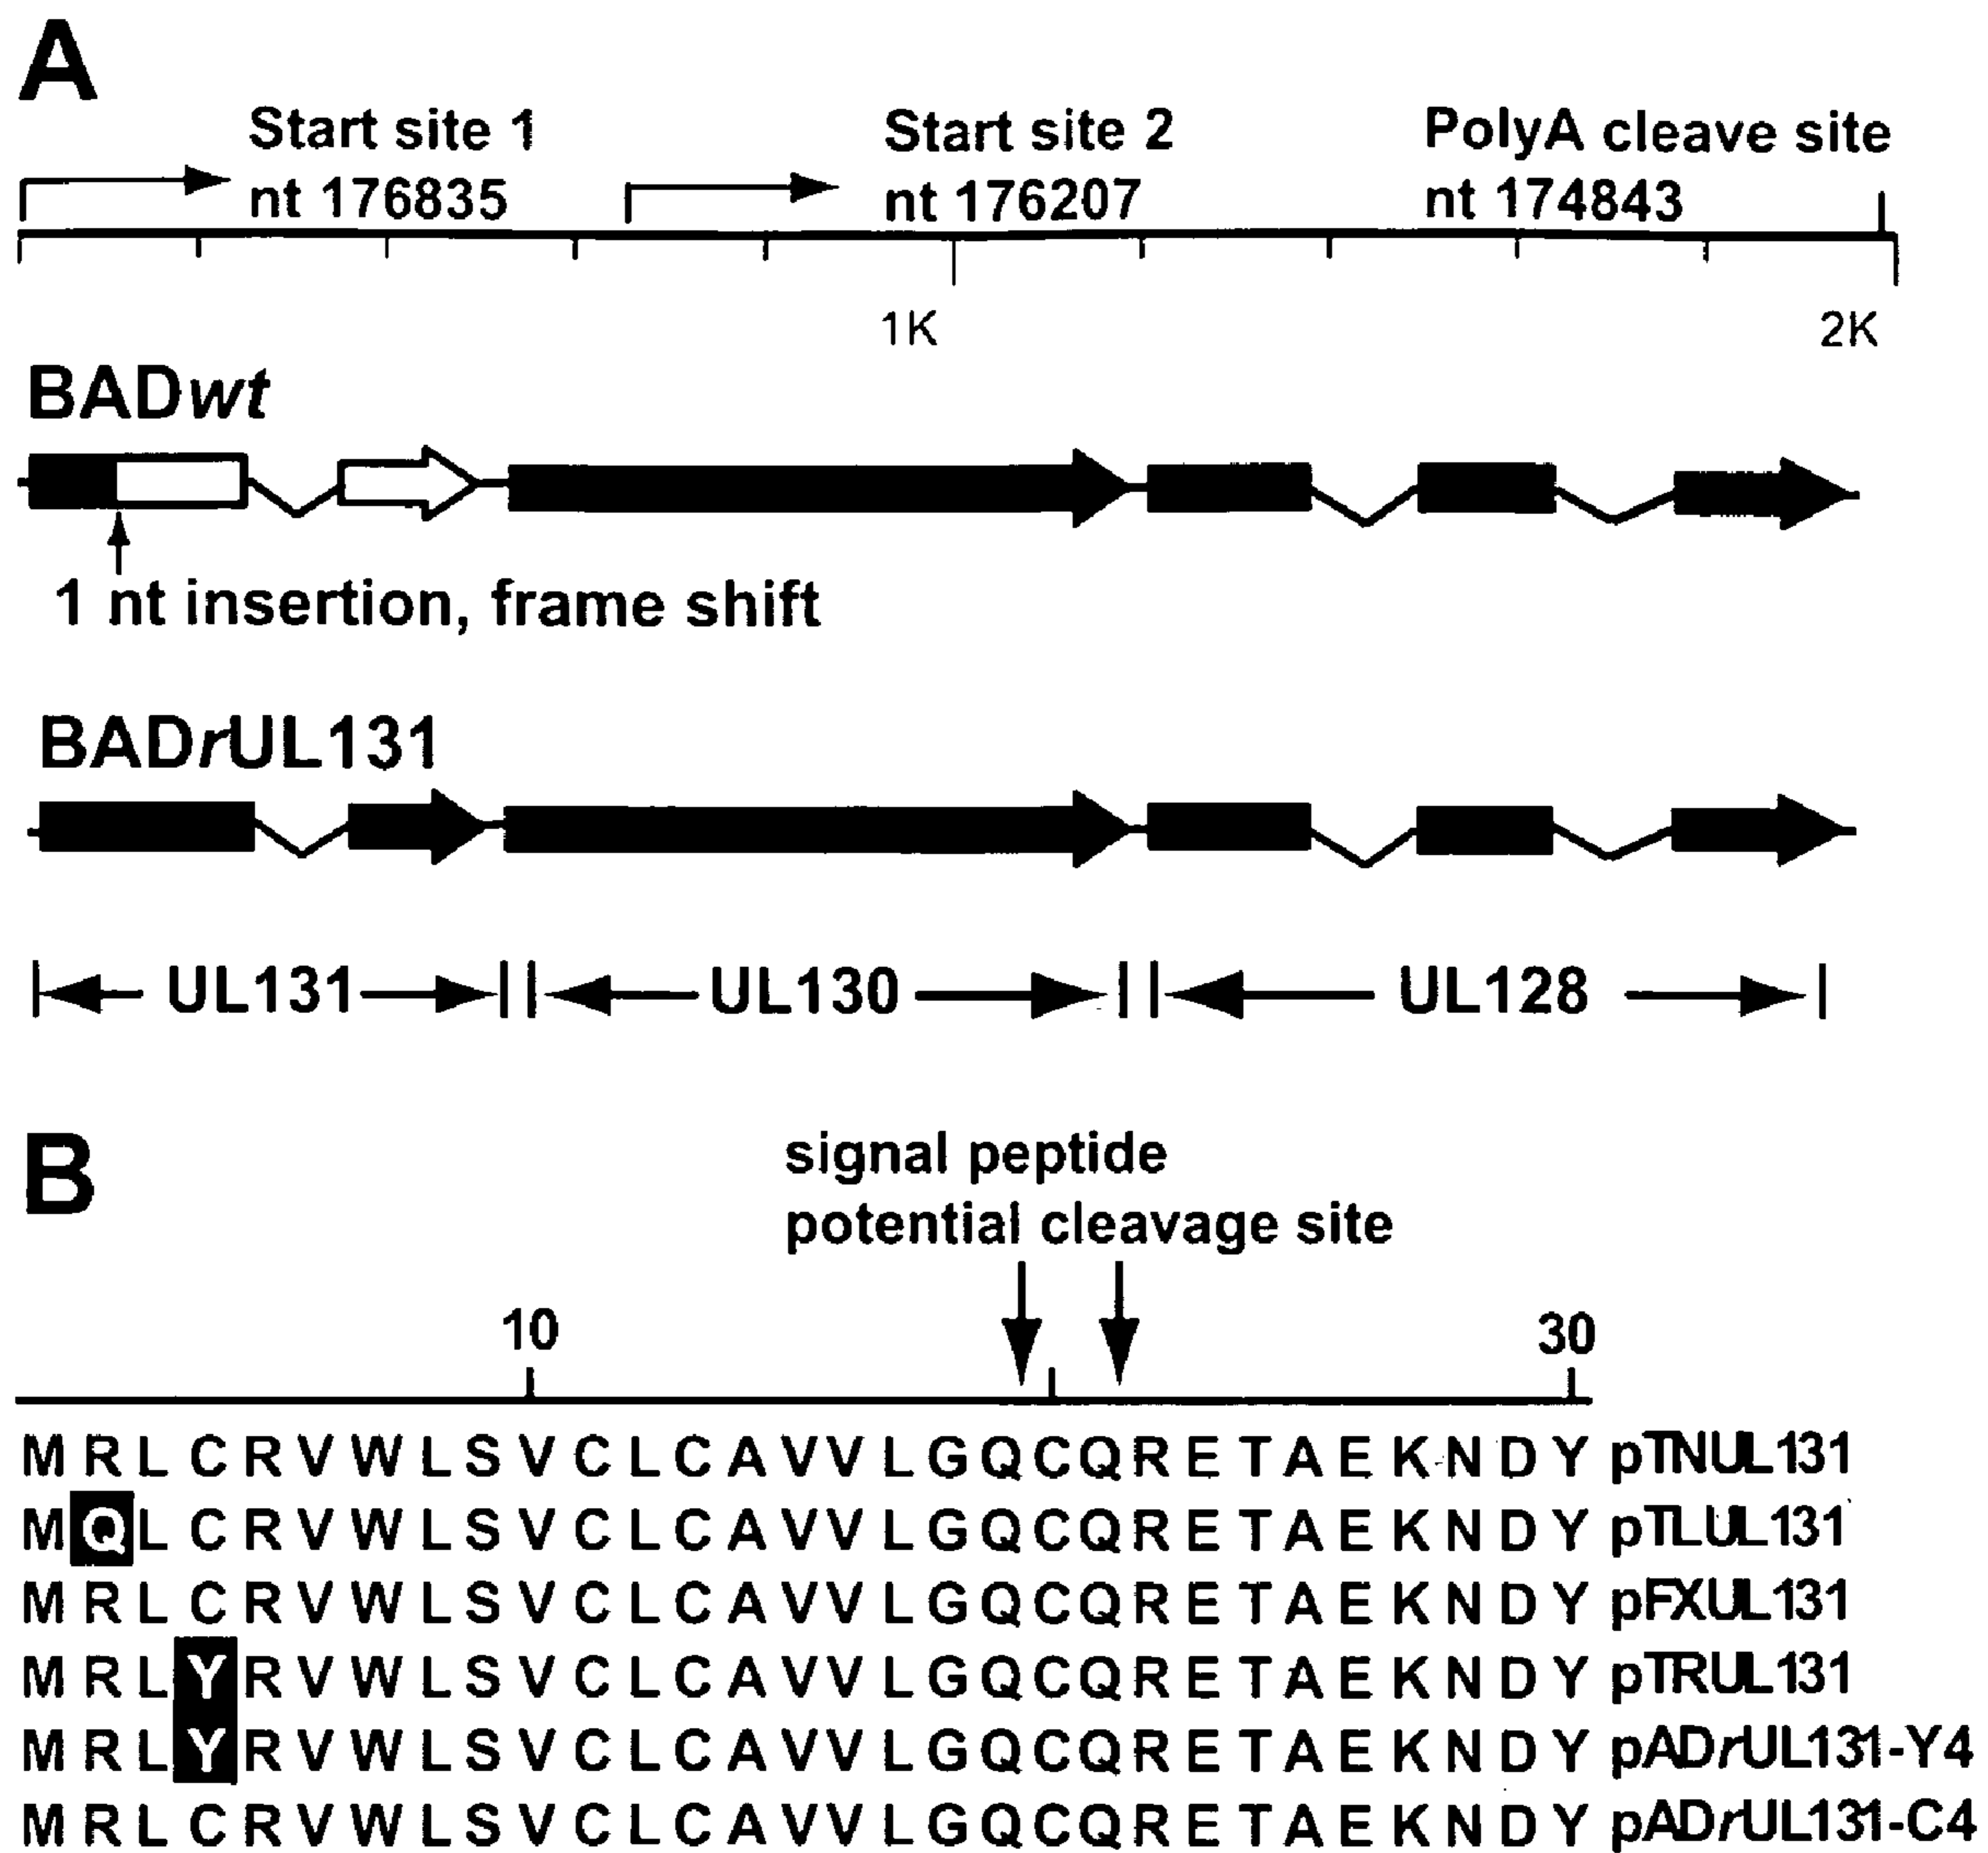 A
Start site 1
nt 176835
Start site 2
nt 176207
PolyA cleave site
nt 174843
1K
2K
BADwt
1 nt insertion, frame shift
BADrUL131
UL131
UL130
UL128
B
signal peptide
potential cleavage site
10
30
M R L C R V W L S V C L C A V V L G Q C Q R E T A E K N D Y pTNUL131
M Q L C R V W L S V C L C A V V L G Q C Q R E T A E K N D Y pTLUL131
M R L C R V W L S V C L C A V V L G Q C Q R E T A E K N D Y pFXUL131
M R L Y R V W L S V C L C A V V L G Q C Q R E T A E K N D Y pTRUL131
M R L Y R V W L S V C L C A V V L G Q C Q R E T A E K N D Y pADrUL131-Y4
M R L C R V W L S V C L C A V V L G Q C Q R E T A E K N D Y pADrUL131-C4